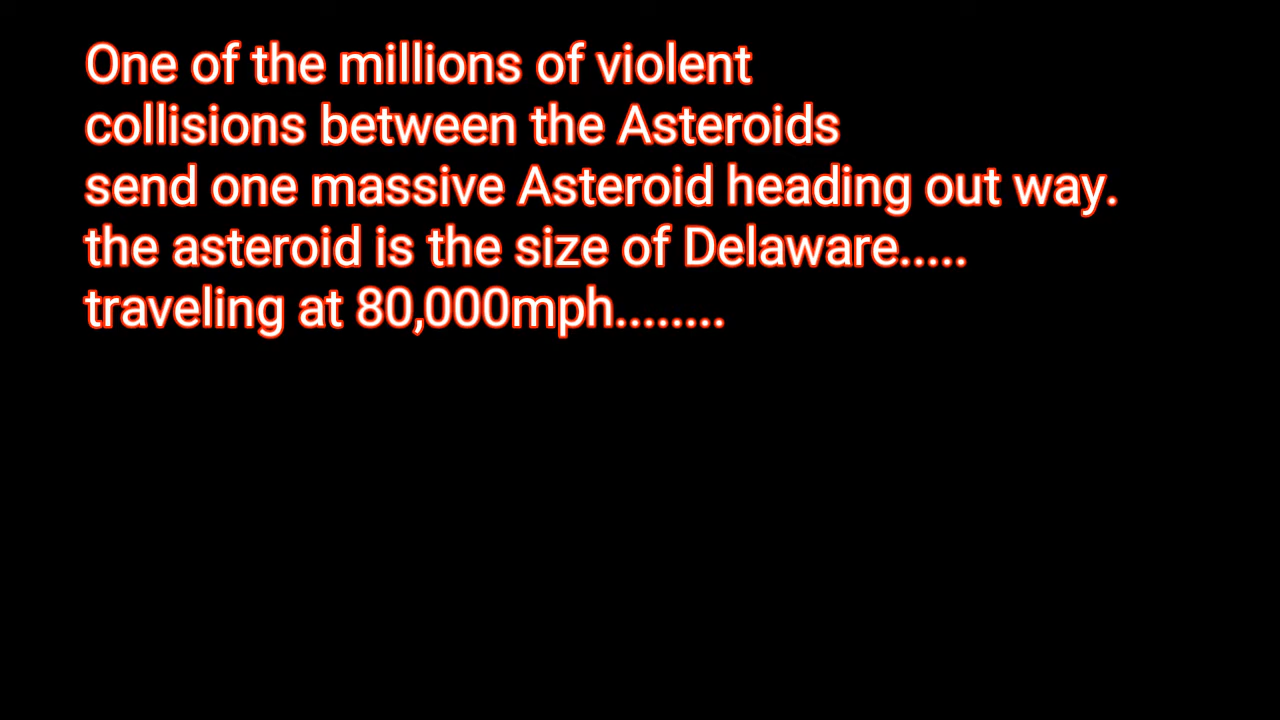 One of the millions of violent
collisions between the Asteroids
send one massive Asteroid heading out way.
the asteroid is the size of Delaware.....
traveling at 80,000mph........